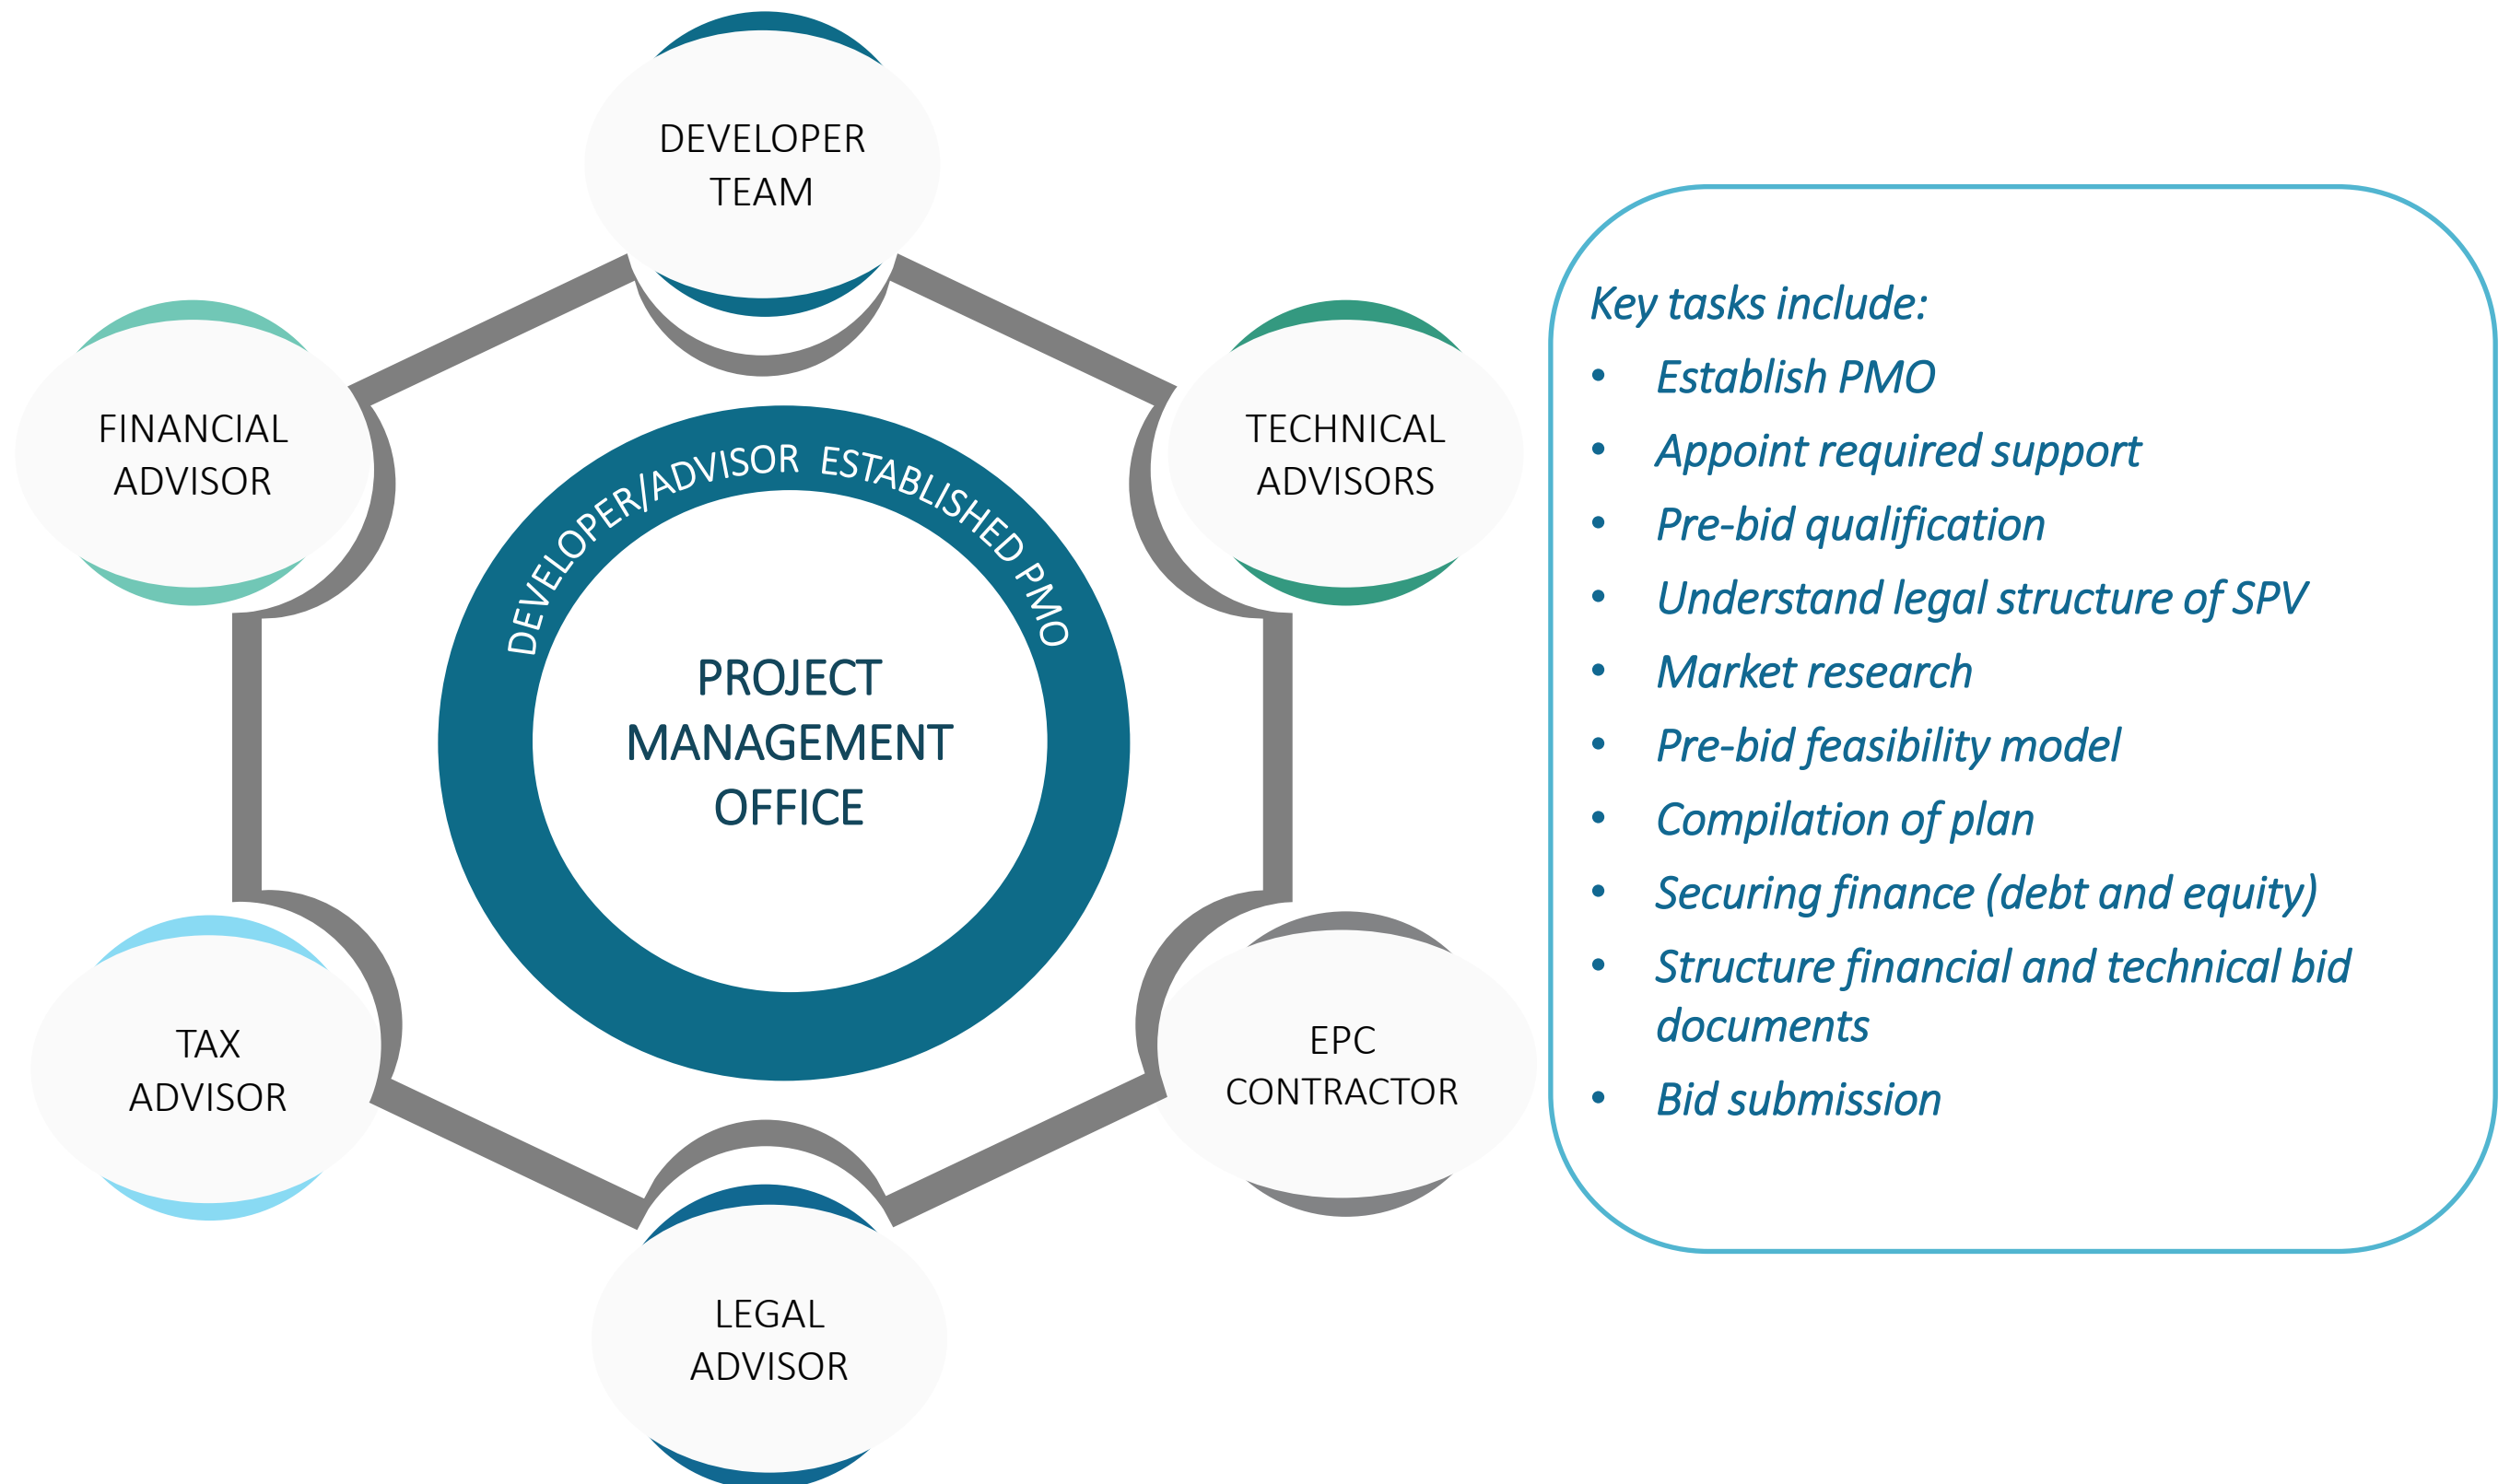 DEVELOPER
TEAM
FINANCIAL
ADVISOR
TECHNICAL
ADVISORS
DEVELOPER/ADVISOR ESTABLISHED PMO
PROJECT
MANAGEMENT
OFFICE
TAX
ADVISOR
EPC
CONTRACTOR
LEGAL
ADVISOR
Key tasks include:
• Establish PMO
• Appoint required support
• Pre-bid qualification
• Understand legal structure of SPV
• Market research
• Pre-bid feasibility model
• Compilation of plan
• Securing finance (debt and equity)
• Structure financial and technical bid
documents
• Bid submission